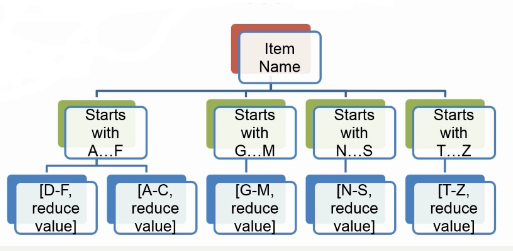 Item
Name
Starts
with
A...F
Starts
with
G...M
Starts
with
N...S
Starts
with
T...Z
[D-F,
reduce
value]
[A-C,
reduce
value]
[G-M,
reduce
value]
[N-S,
reduce
value]
[T-Z,
reduce
value]